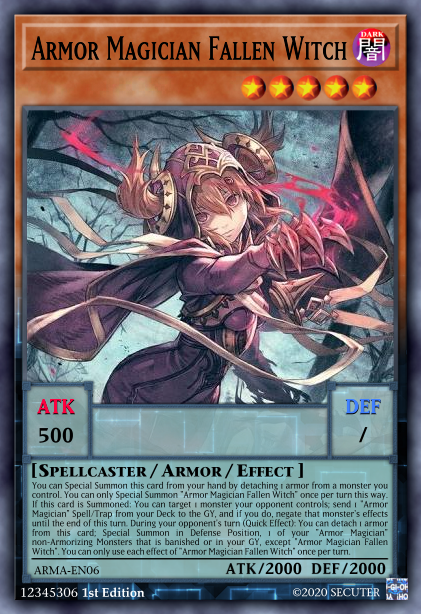 ARMOR MAGICIAN FALLEN WITCH
DARK
闇
ATK
500
DEF
/
[SPELLCASTER / ARMOR / EFFECT ]
You can Special Summon this card from your hand by detaching 1 armor from a monster you
control. You can only Special Summon "Armor Magician Fallen Witch" once per turn this way.
If this card is Summoned: You can target 1 monster your opponent controls; send 1 "Armor
Magician" Spell/Trap from your Deck to the GY, and if you do, negate that monster's effects
until the end of this turn. During your opponent's turn (Quick Effect): You can detach 1 armor
from this card; Special Summon in Defense Position, 1 of your "Armor Magician"
non-Armorizing Monsters that is banished or in your GY, except "Armor Magician Fallen
Witch". You can only use each effect of "Armor Magician Fallen Witch" once per turn.
ARMA-EN06
ATK/2000 DEF/2000
12345306 1st Edition
©2020 SECUTER